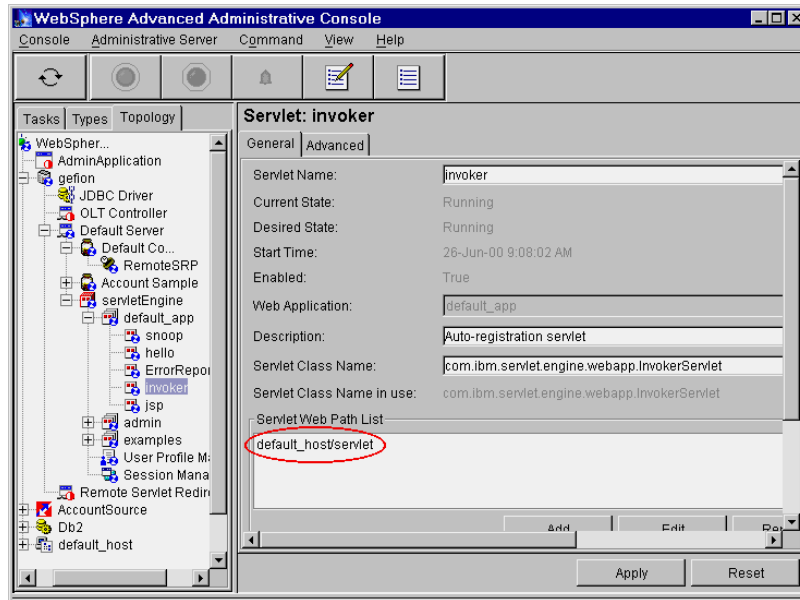 WebSphere Advanced Administrative Console
Console Administrative Server Command View Help
Tasks Types Topology
WebSpher...
AdminApplication
gefion
JDBC Driver
OLT Controller
Default Server
Default Co...
RemoteSRP
Account Sample
servletEngine
default_app
snoop
hello
ErrorRepor
invoker
jsp
admin
examples
User Profile Ma
Session Mana
Remote Servlet Redire
AccountSource
Db2
default_host
Servlet: invoker
General Advanced
Servlet Name: invoker
Current State: Running
Desired State: Running
Start Time: 26-Jun-00 9:08:02 AM
Enabled: True
Web Application: default_app
Description: Auto-registration servlet
Servlet Class Name: com.ibm.servlet.engine.webapp.InvokerServlet
Servlet Class Name in use: com.ibm.servlet.engine.webapp.InvokerServlet
Servlet Web Path List
default_host/servlet
Add Edit
Apply Reset